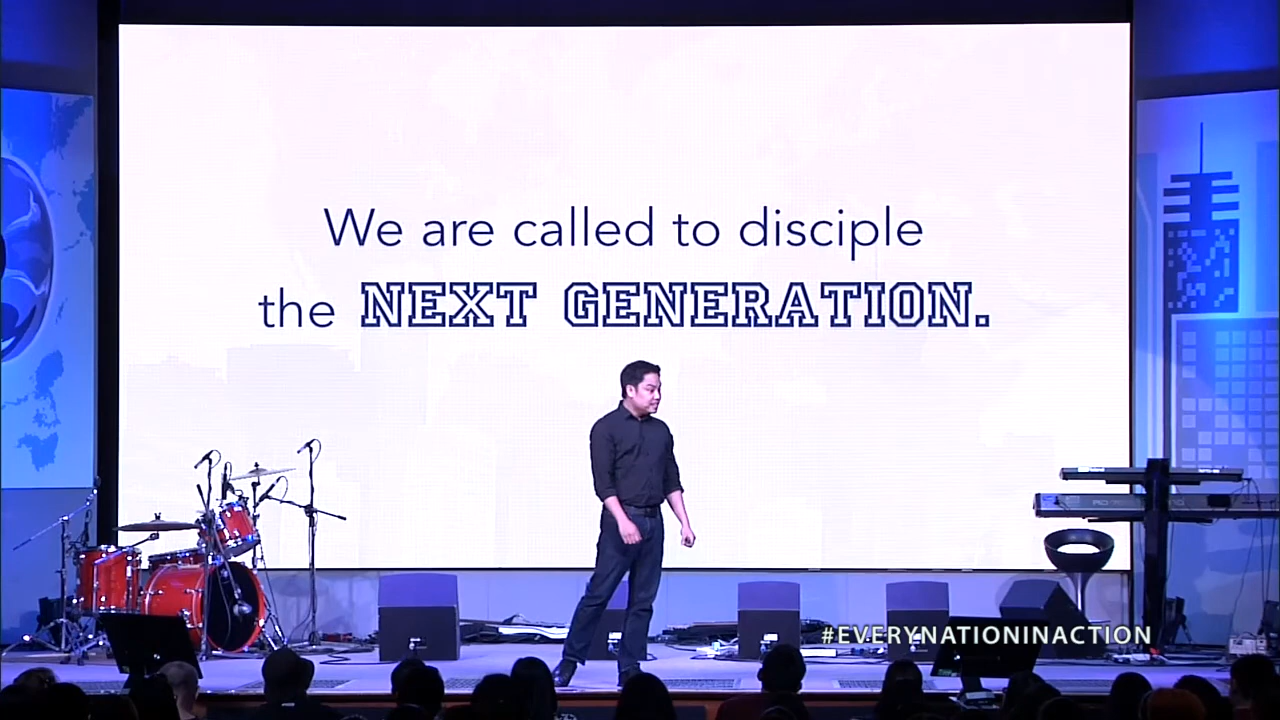 We are called to disciple
the NEXT GENERATION.
#EVERYNATIONINACTION